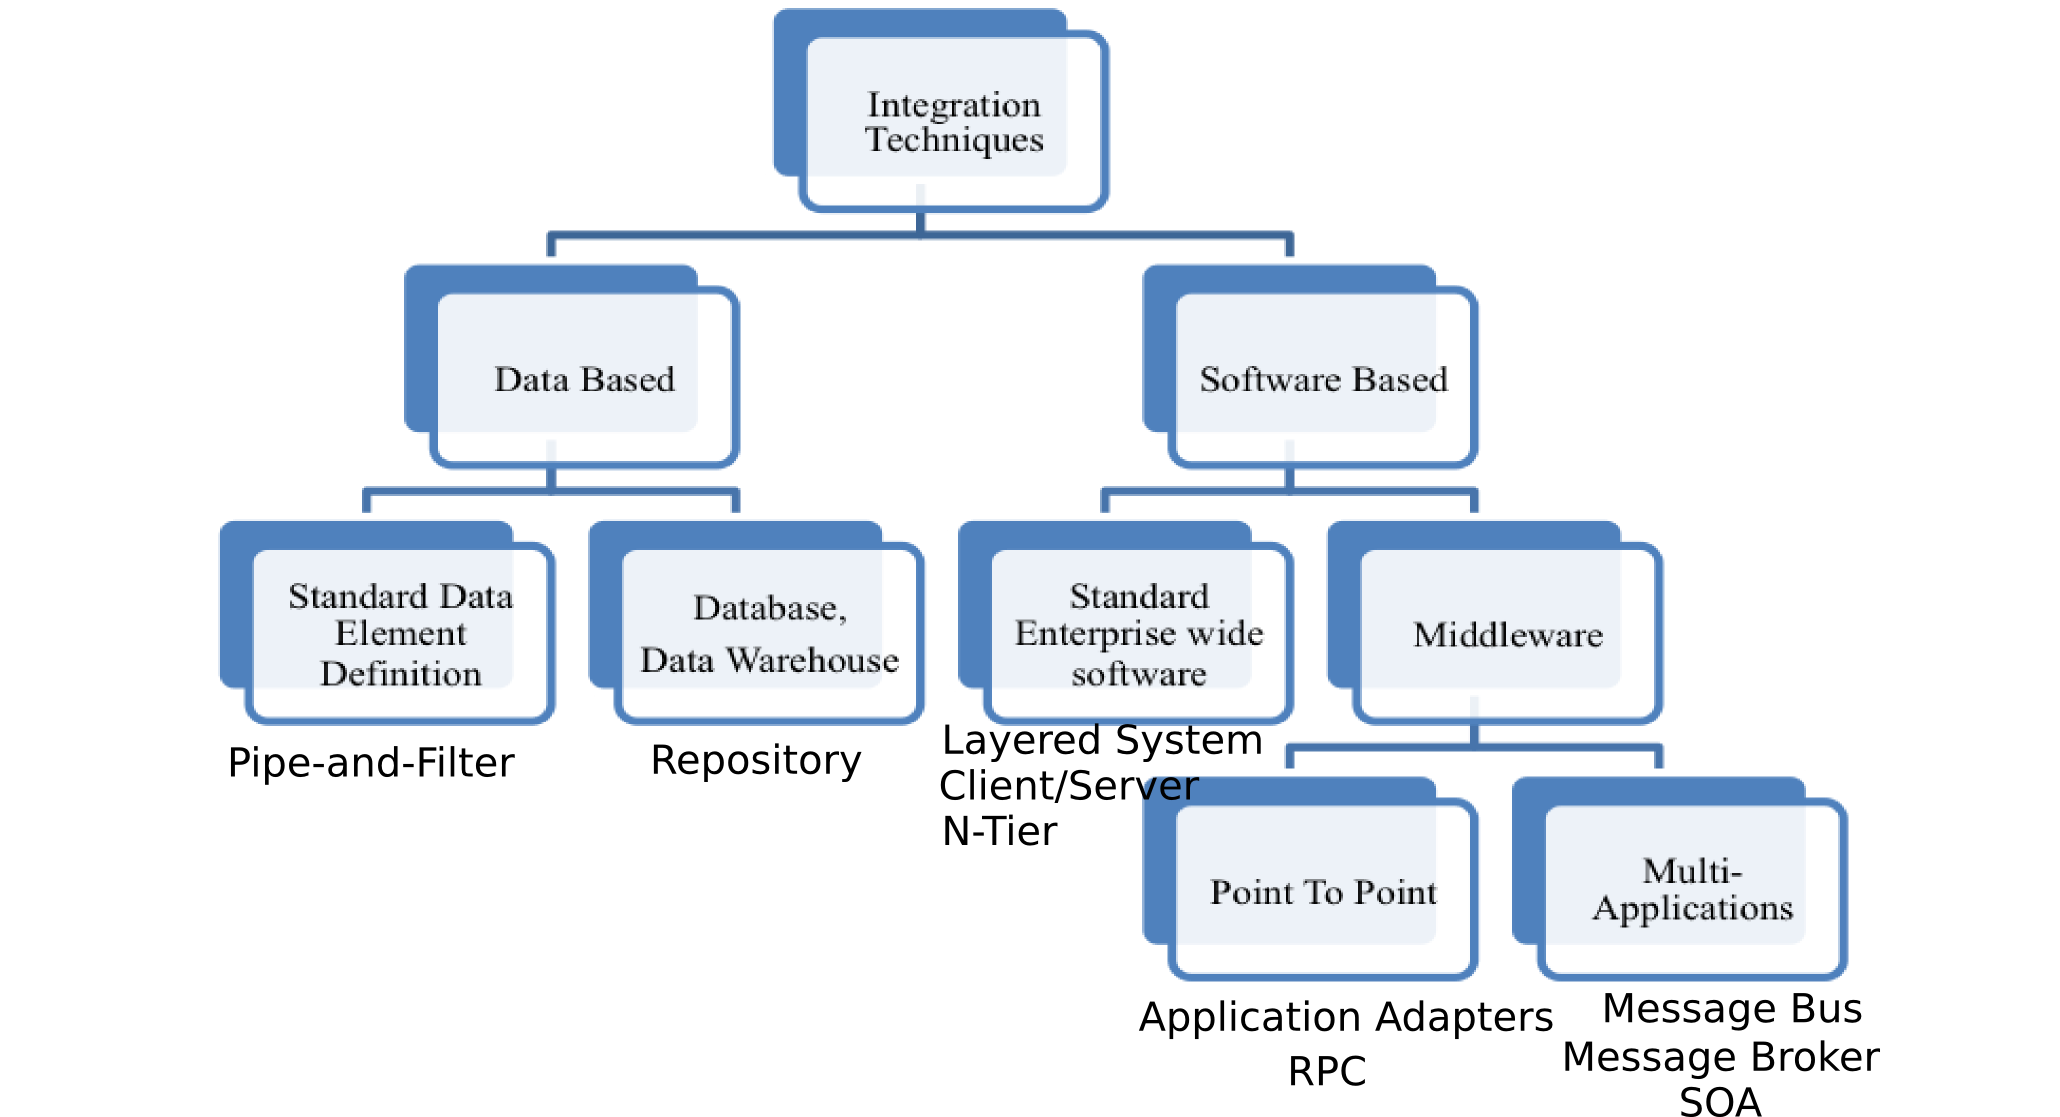 Integration
Techniques
Data Based
Software Based
Standard Data
Element
Definition
Database,
Data Warehouse
Standard
Enterprise wide
software
Middleware
Pipe-and-Filter
Repository
Layered System
Client/Server
N-Tier
Point To Point
Multi-
Applications
Application Adapters
RPC
Message Bus
Message Broker
SOA